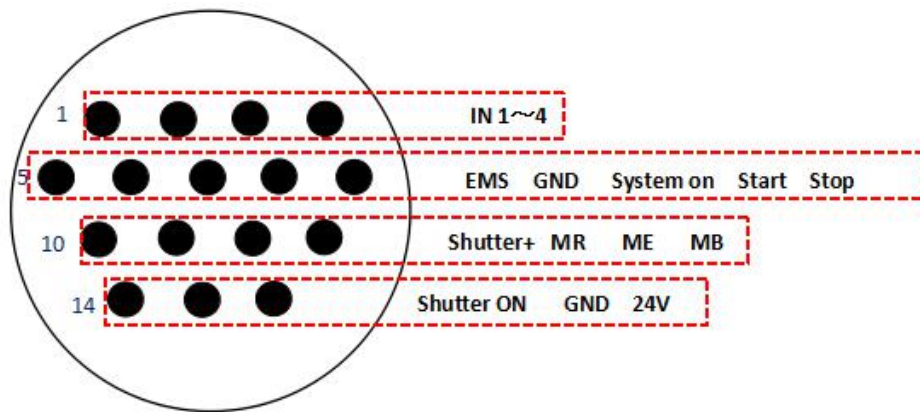 1 IN 1~~4
5 EMS GND System on Start Stop
10 Shutter+ MR ME MB
14 Shutter ON GND 24V